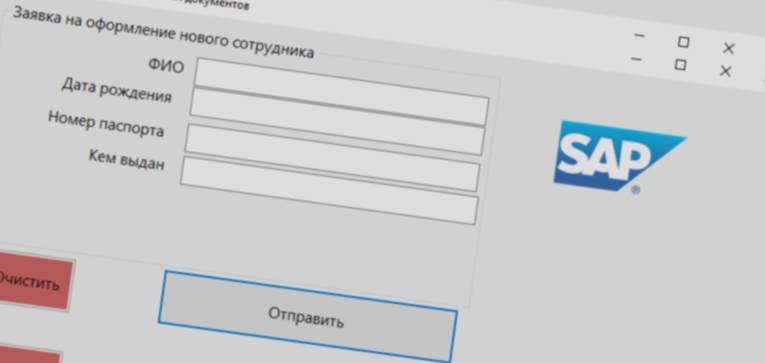 документов
Заявка на оформление нового сотрудника
ФИО
Дата рождения
Номер паспорта
Кем выдан
SAP
®
Очистить
Отправить